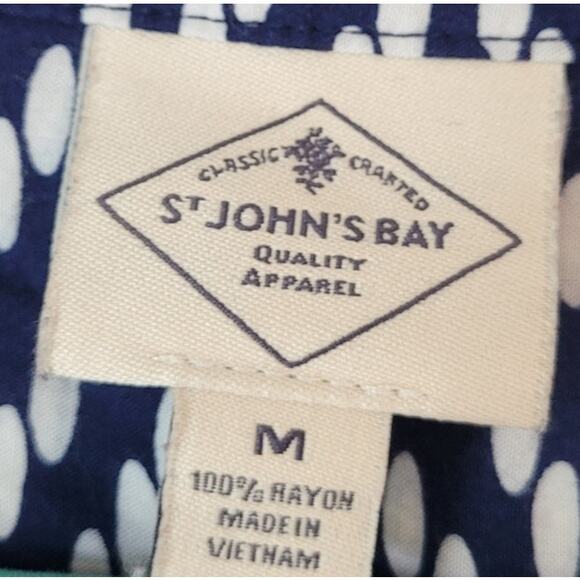 CLASSIC CRAFTED
ST JOHN'S BAY
QUALITY
APPAREL
M
100% RAYON
MADE IN
VIETNAM